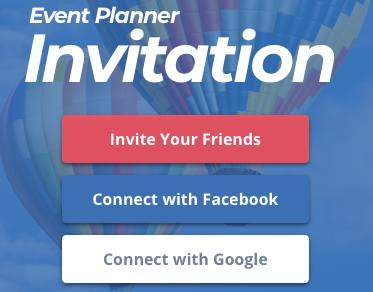 Event Planner
Invitation
Invite Your Friends
Connect with Facebook
Connect with Google